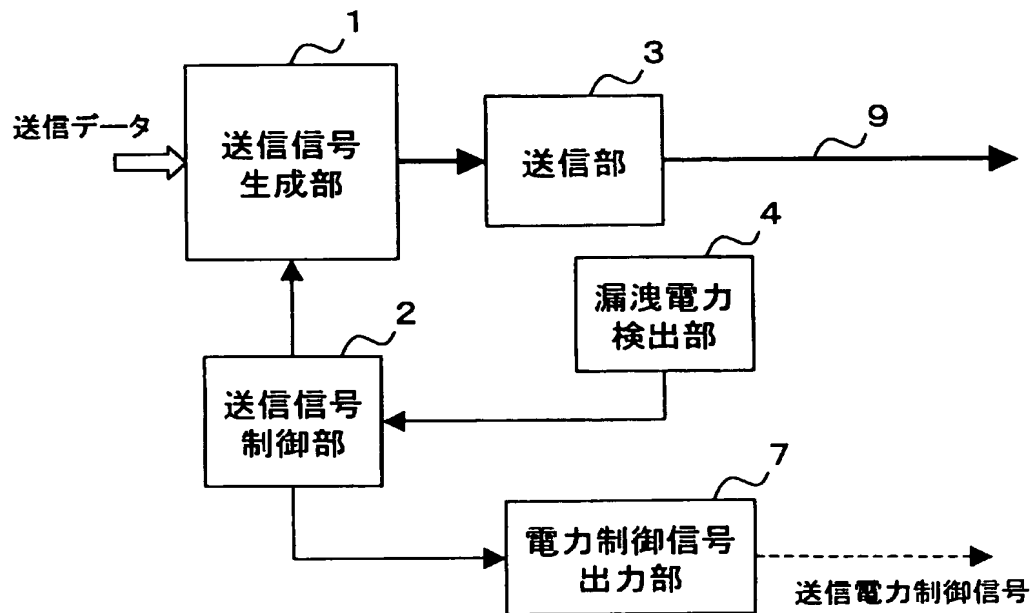 1
3
送信データ
送信信号
生成部
送信部
9
4
漏洩電力
検出部
2
送信信号
制御部
7
電力制御信号
出力部
送信電力制御信号